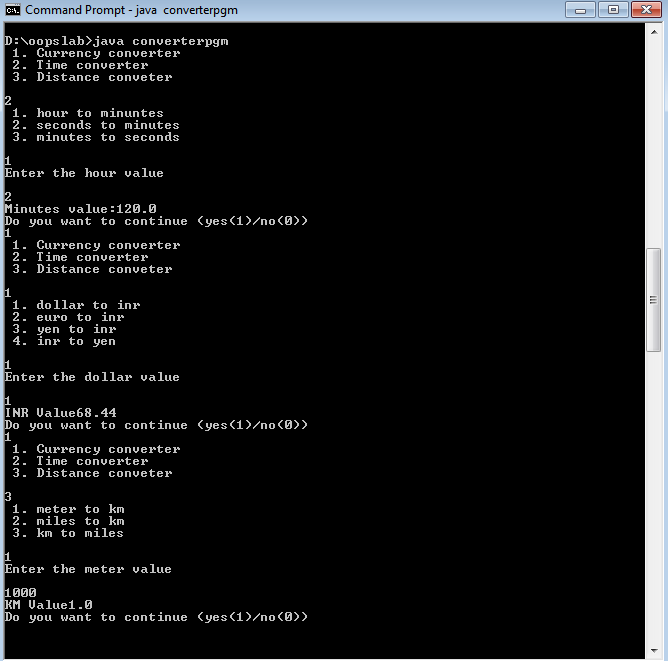 Command Prompt - java  converterpgm
D:\oopslab>java converterpgm
1. Currency converter
2. Time converter
3. Distance conveter
2
1. hour to minuntes
2. seconds to minutes
3. minutes to seconds
1
Enter the hour value
2
Minutes value:120.0
Do you want to continue (yes(1)/no(0))
1
1. Currency converter
2. Time converter
3. Distance conveter
1
1. dollar to inr
2. euro to inr
3. yen to inr
4. inr to yen
1
Enter the dollar value
1
INR Value68.44
Do you want to continue (yes(1)/no(0))
1
1. Currency converter
2. Time converter
3. Distance conveter
3
1. meter to km
2. miles to km
3. km to miles
1
Enter the meter value
1000
KM Value1.0
Do you want to continue (yes(1)/no(0))